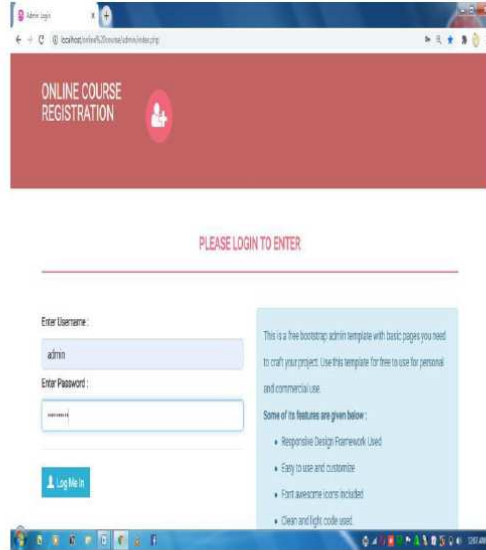 Admin Login
localhost/online%20course/admin/index.php
ONLINE COURSE
REGISTRATION
PLEASE LOGIN TO ENTER
Enter Username :
admin
Enter Password :
Log Me In
This is a free bootstrap admin template with basic pages you need
to craft your project. Use this template for free to use for personal
and commercial use.
Some of its features are given below :
Responsive Design Framework Used
Easy to use and customize
Font awesome icons included
Clean and light code used.